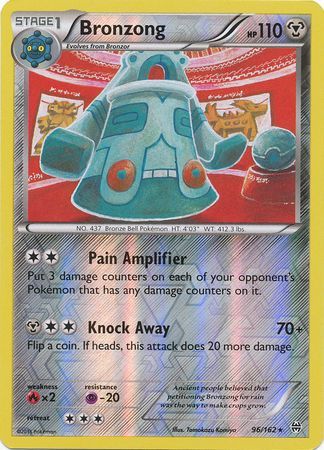 STAGE1 Bronzong HP110
Evolves from Bronzor
NO. 437 Bronze Bell Pokémon HT: 4'03" WT: 412.3 lbs.
Pain Amplifier
Put 3 damage counters on each of your opponent's
Pokémon that has any damage counters on it.
Knock Away 70+
Flip a coin. If heads, this attack does 20 more damage.
weakness resistance
×2 -20
retreat
Ancient people believed that
petitioning Bronzong for rain
was the way to make crops grow.
©2015 Pokémon Illus. Tomokazu Komiya 96/162★